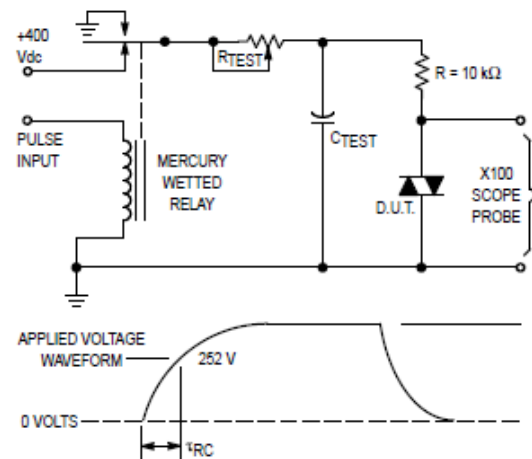 +400
Vdc
RTEST
R = 10 kΩ
PULSE
INPUT
MERCURY
WETTED
RELAY
CTEST
D.U.T.
X100
SCOPE
PROBE
APPLIED VOLTAGE
WAVEFORM
252 V
0 VOLTS
τRC